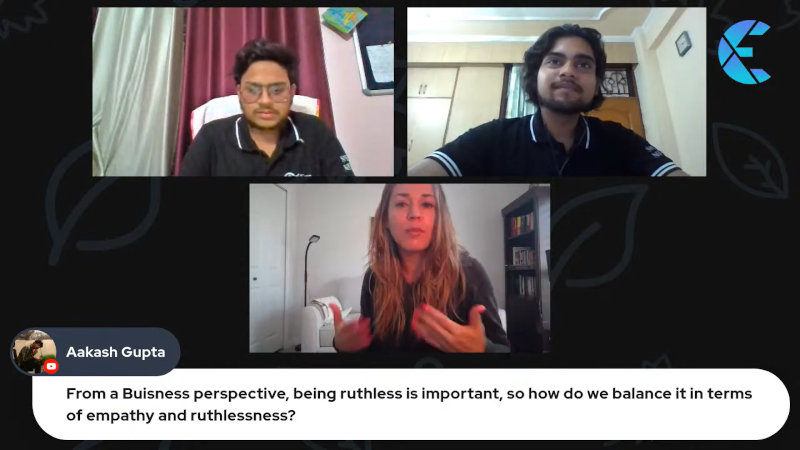 Aakash Gupta
From a Buisness perspective, being ruthless is important, so how do we balance it in terms
of empathy and ruthlessness?